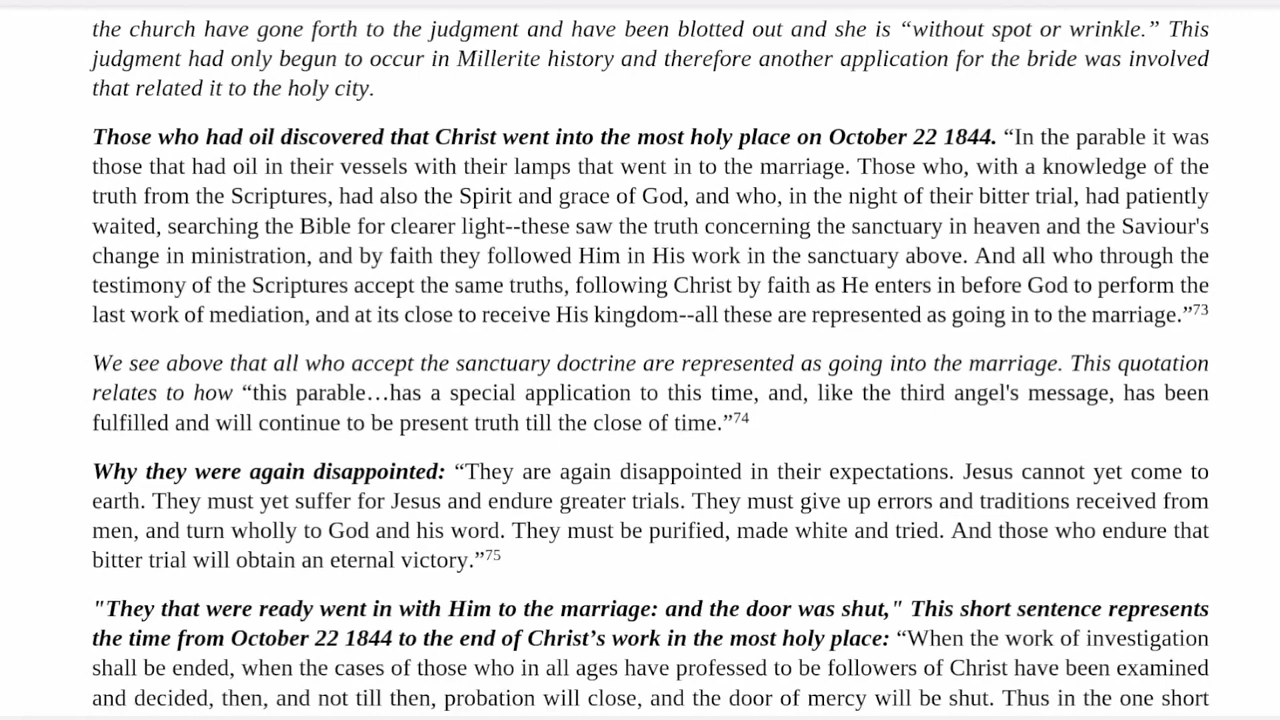 the church have gone forth to the judgment and have been blotted out and she is “without spot or wrinkle.” This
judgment had only begun to occur in Millerite history and therefore another application for the bride was involved
that related it to the holy city.
Those who had oil discovered that Christ went into the most holy place on October 22 1844. “In the parable it was
those that had oil in their vessels with their lamps that went in to the marriage. Those who, with a knowledge of the
truth from the Scriptures, had also the Spirit and grace of God, and who, in the night of their bitter trial, had patiently
waited, searching the Bible for clearer light--these saw the truth concerning the sanctuary in heaven and the Saviour's
change in ministration, and by faith they followed Him in His work in the sanctuary above. And all who through the
testimony of the Scriptures accept the same truths, following Christ by faith as He enters in before God to perform the
last work of mediation, and at its close to receive His kingdom--all these are represented as going in to the marriage.”73
We see above that all who accept the sanctuary doctrine are represented as going into the marriage. This quotation
relates to how “this parable…has a special application to this time, and, like the third angel's message, has been
fulfilled and will continue to be present truth till the close of time.”74
Why they were again disappointed: “They are again disappointed in their expectations. Jesus cannot yet come to
earth. They must yet suffer for Jesus and endure greater trials. They must give up errors and traditions received from
men, and turn wholly to God and his word. They must be purified, made white and tried. And those who endure that
bitter trial will obtain an eternal victory.”75
"They that were ready went in with Him to the marriage: and the door was shut," This short sentence represents
the time from October 22 1844 to the end of Christ’s work in the most holy place: “When the work of investigation
shall be ended, when the cases of those who in all ages have professed to be followers of Christ have been examined
and decided, then, and not till then, probation will close, and the door of mercy will be shut. Thus in the one short